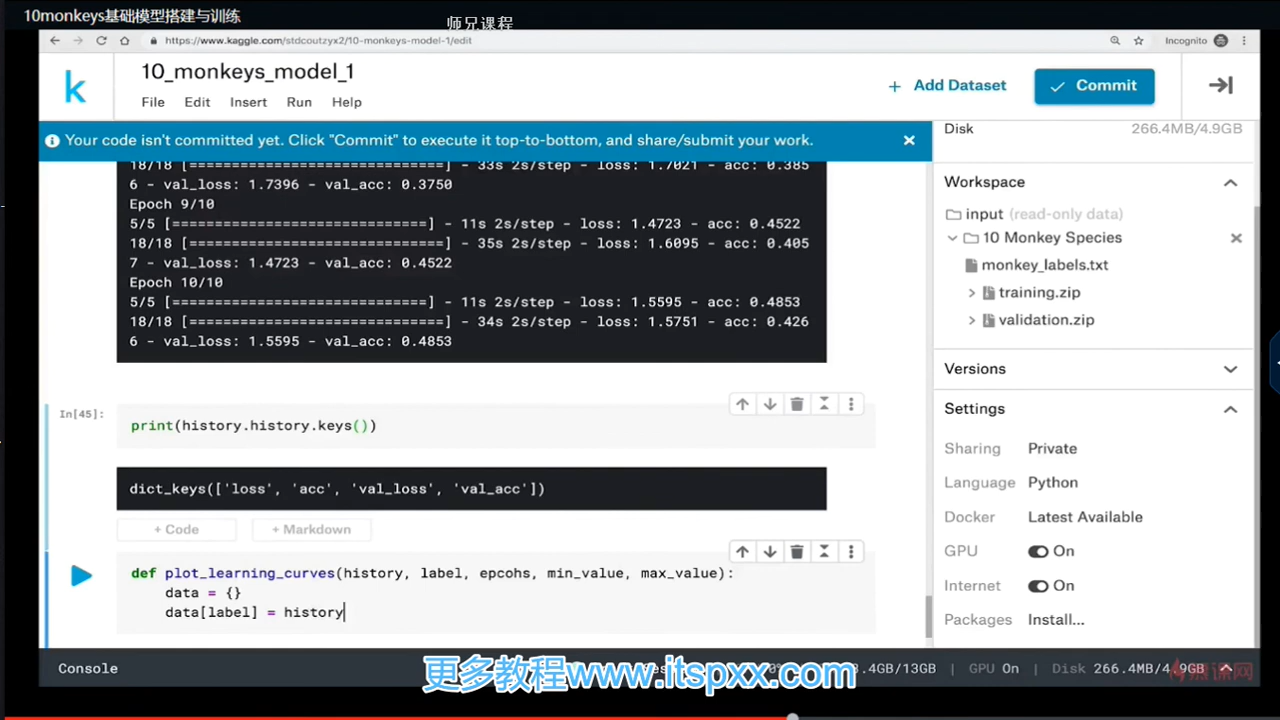 10monkeys基础模型搭建与训练
师兄课程
https://www.kaggle.com/stdcoutzyx2/10-monkeys-model-1/edit
Incognito
k
10_monkeys_model_1
File Edit Insert Run Help
+ Add Dataset
Commit
Your code isn't committed yet. Click "Commit" to execute it top-to-bottom, and share/submit your work.
18/18 [==============================] - 33s 2s/step - loss: 1.7021 - acc: 0.385
6 - val_loss: 1.7396 - val_acc: 0.3750
Epoch 9/10
5/5 [==============================] - 11s 2s/step - loss: 1.4723 - acc: 0.4522
18/18 [==============================] - 35s 2s/step - loss: 1.6095 - acc: 0.405
7 - val_loss: 1.4723 - val_acc: 0.4522
Epoch 10/10
5/5 [==============================] - 11s 2s/step - loss: 1.5595 - acc: 0.4853
18/18 [==============================] - 34s 2s/step - loss: 1.5751 - acc: 0.426
6 - val_loss: 1.5595 - val_acc: 0.4853
In[45]:
print(history.history.keys())
dict_keys(['loss', 'acc', 'val_loss', 'val_acc'])
+ Code + Markdown
def plot_learning_curves(history, label, epcohs, min_value, max_value):
data = {}
data[label] = history
Disk 266.4MB/4.9GB
Workspace
input (read-only data)
10 Monkey Species
monkey_labels.txt
training.zip
validation.zip
Versions
Settings
Sharing Private
Language Python
Docker Latest Available
GPU On
Internet On
Packages Install...
Console
.4GB/13GB | GPU On | Disk 266.4MB/4.9GB
更多教程www.itspxx.com